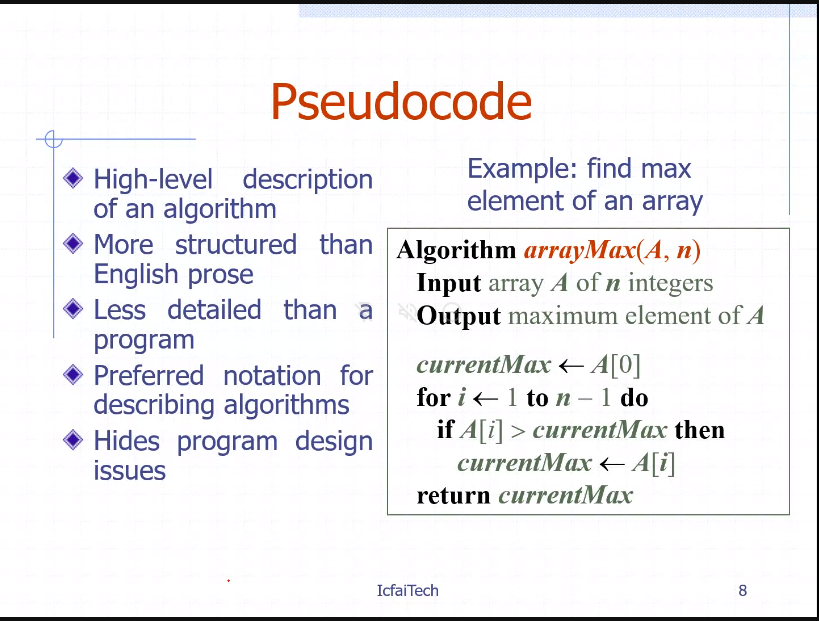 Pseudocode
High-level description
of an algorithm
More structured than
English prose
Less detailed than a
program
Preferred notation for
describing algorithms
Hides program design
issues
Example: find max
element of an array
Algorithm arrayMax(A, n)
Input array A of n integers
Output maximum element of A
currentMax ← A[0]
for i ← 1 to n − 1 do
if A[i] > currentMax then
currentMax ← A[i]
return currentMax
IcfaiTech
8